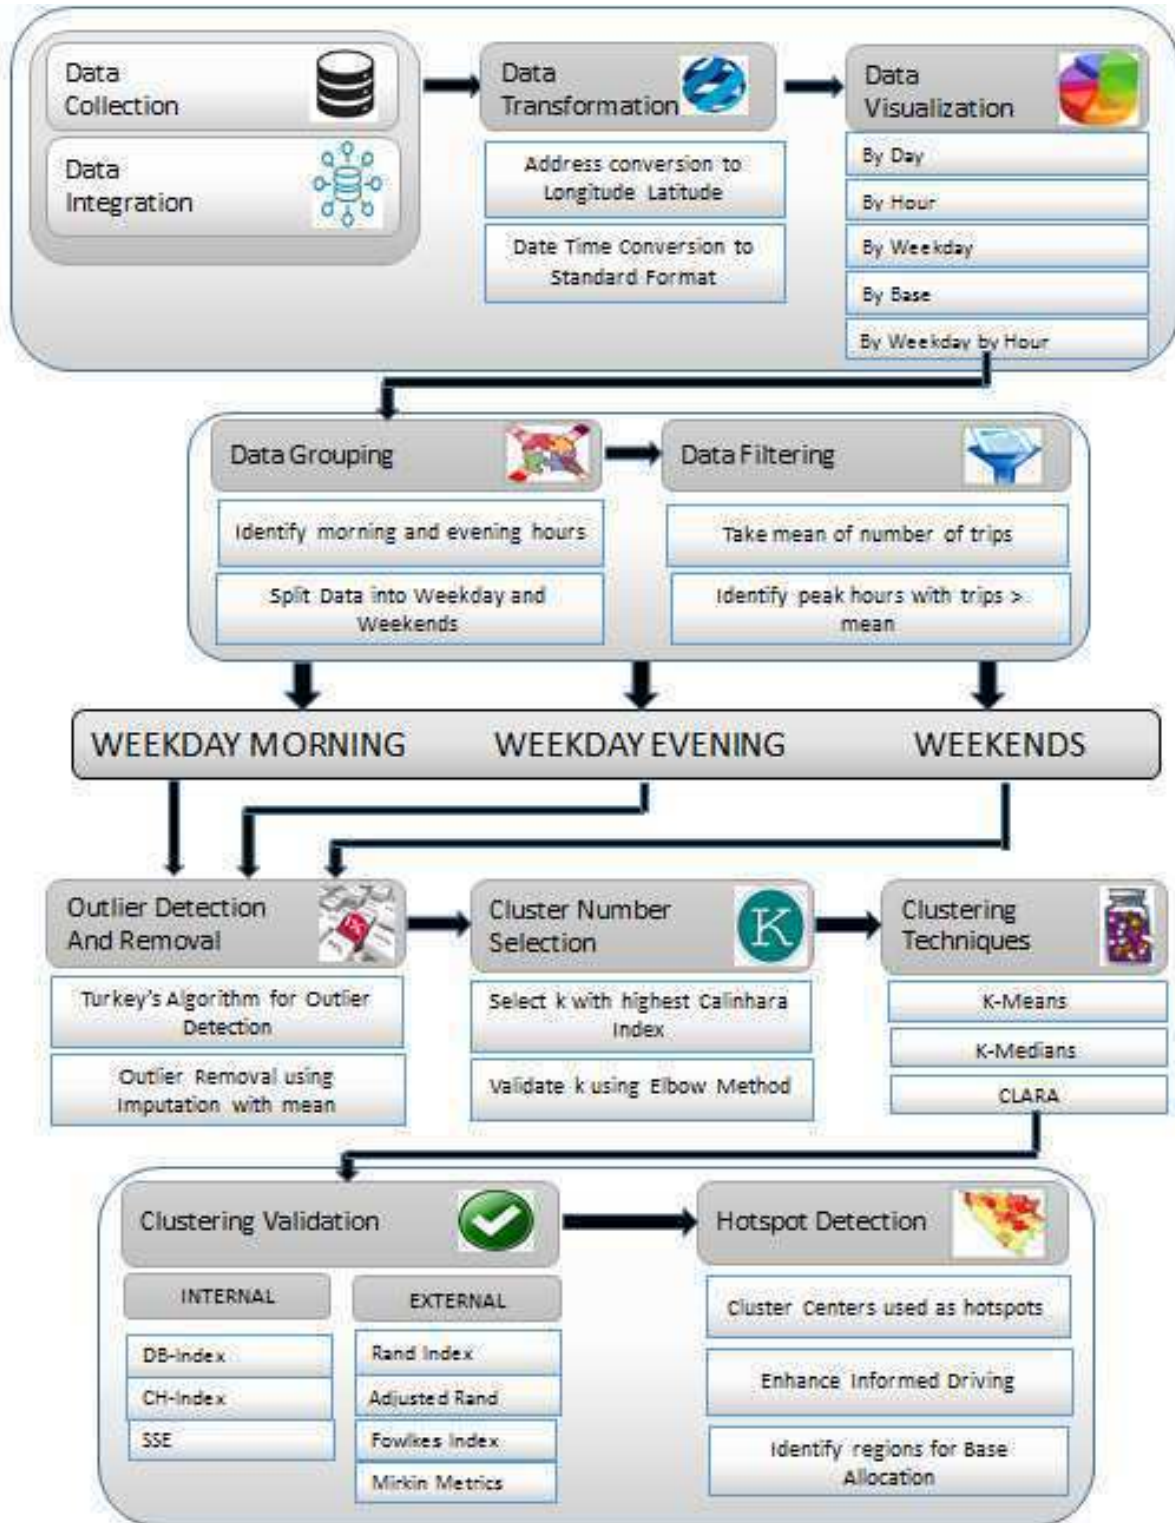 Data
Collection
Data
Integration
Data
Transformation
Address conversion to
Longitude Latitude
Date Time Conversion to
Standard Format
Data
Visualization
By Day
By Hour
By Weekday
By Base
By Weekday by Hour
Data Grouping
Identify morning and evening hours
Split Data into Weekday and
Weekends
Data Filtering
Take mean of number of trips
Identify peak hours with trips >
mean
WEEKDAY MORNING
WEEKDAY EVENING
WEEKENDS
Outlier Detection
And Removal
Turkey's Algorithm for Outlier
Detection
Outlier Removal using
Imputation with mean
Cluster Number
Selection
K
Select k with highest Calinhara
Index
Validate k using Elbow Method
Clustering
Techniques
K-Means
K-Medians
CLARA
Clustering Validation
INTERNAL
DB-Index
CH-Index
SSE
EXTERNAL
Rand Index
Adjusted Rand
Fowlkes Index
Mirkin Metrics
Hotspot Detection
Cluster Centers used as hotspots
Enhance Informed Driving
Identify regions for Base
Allocation